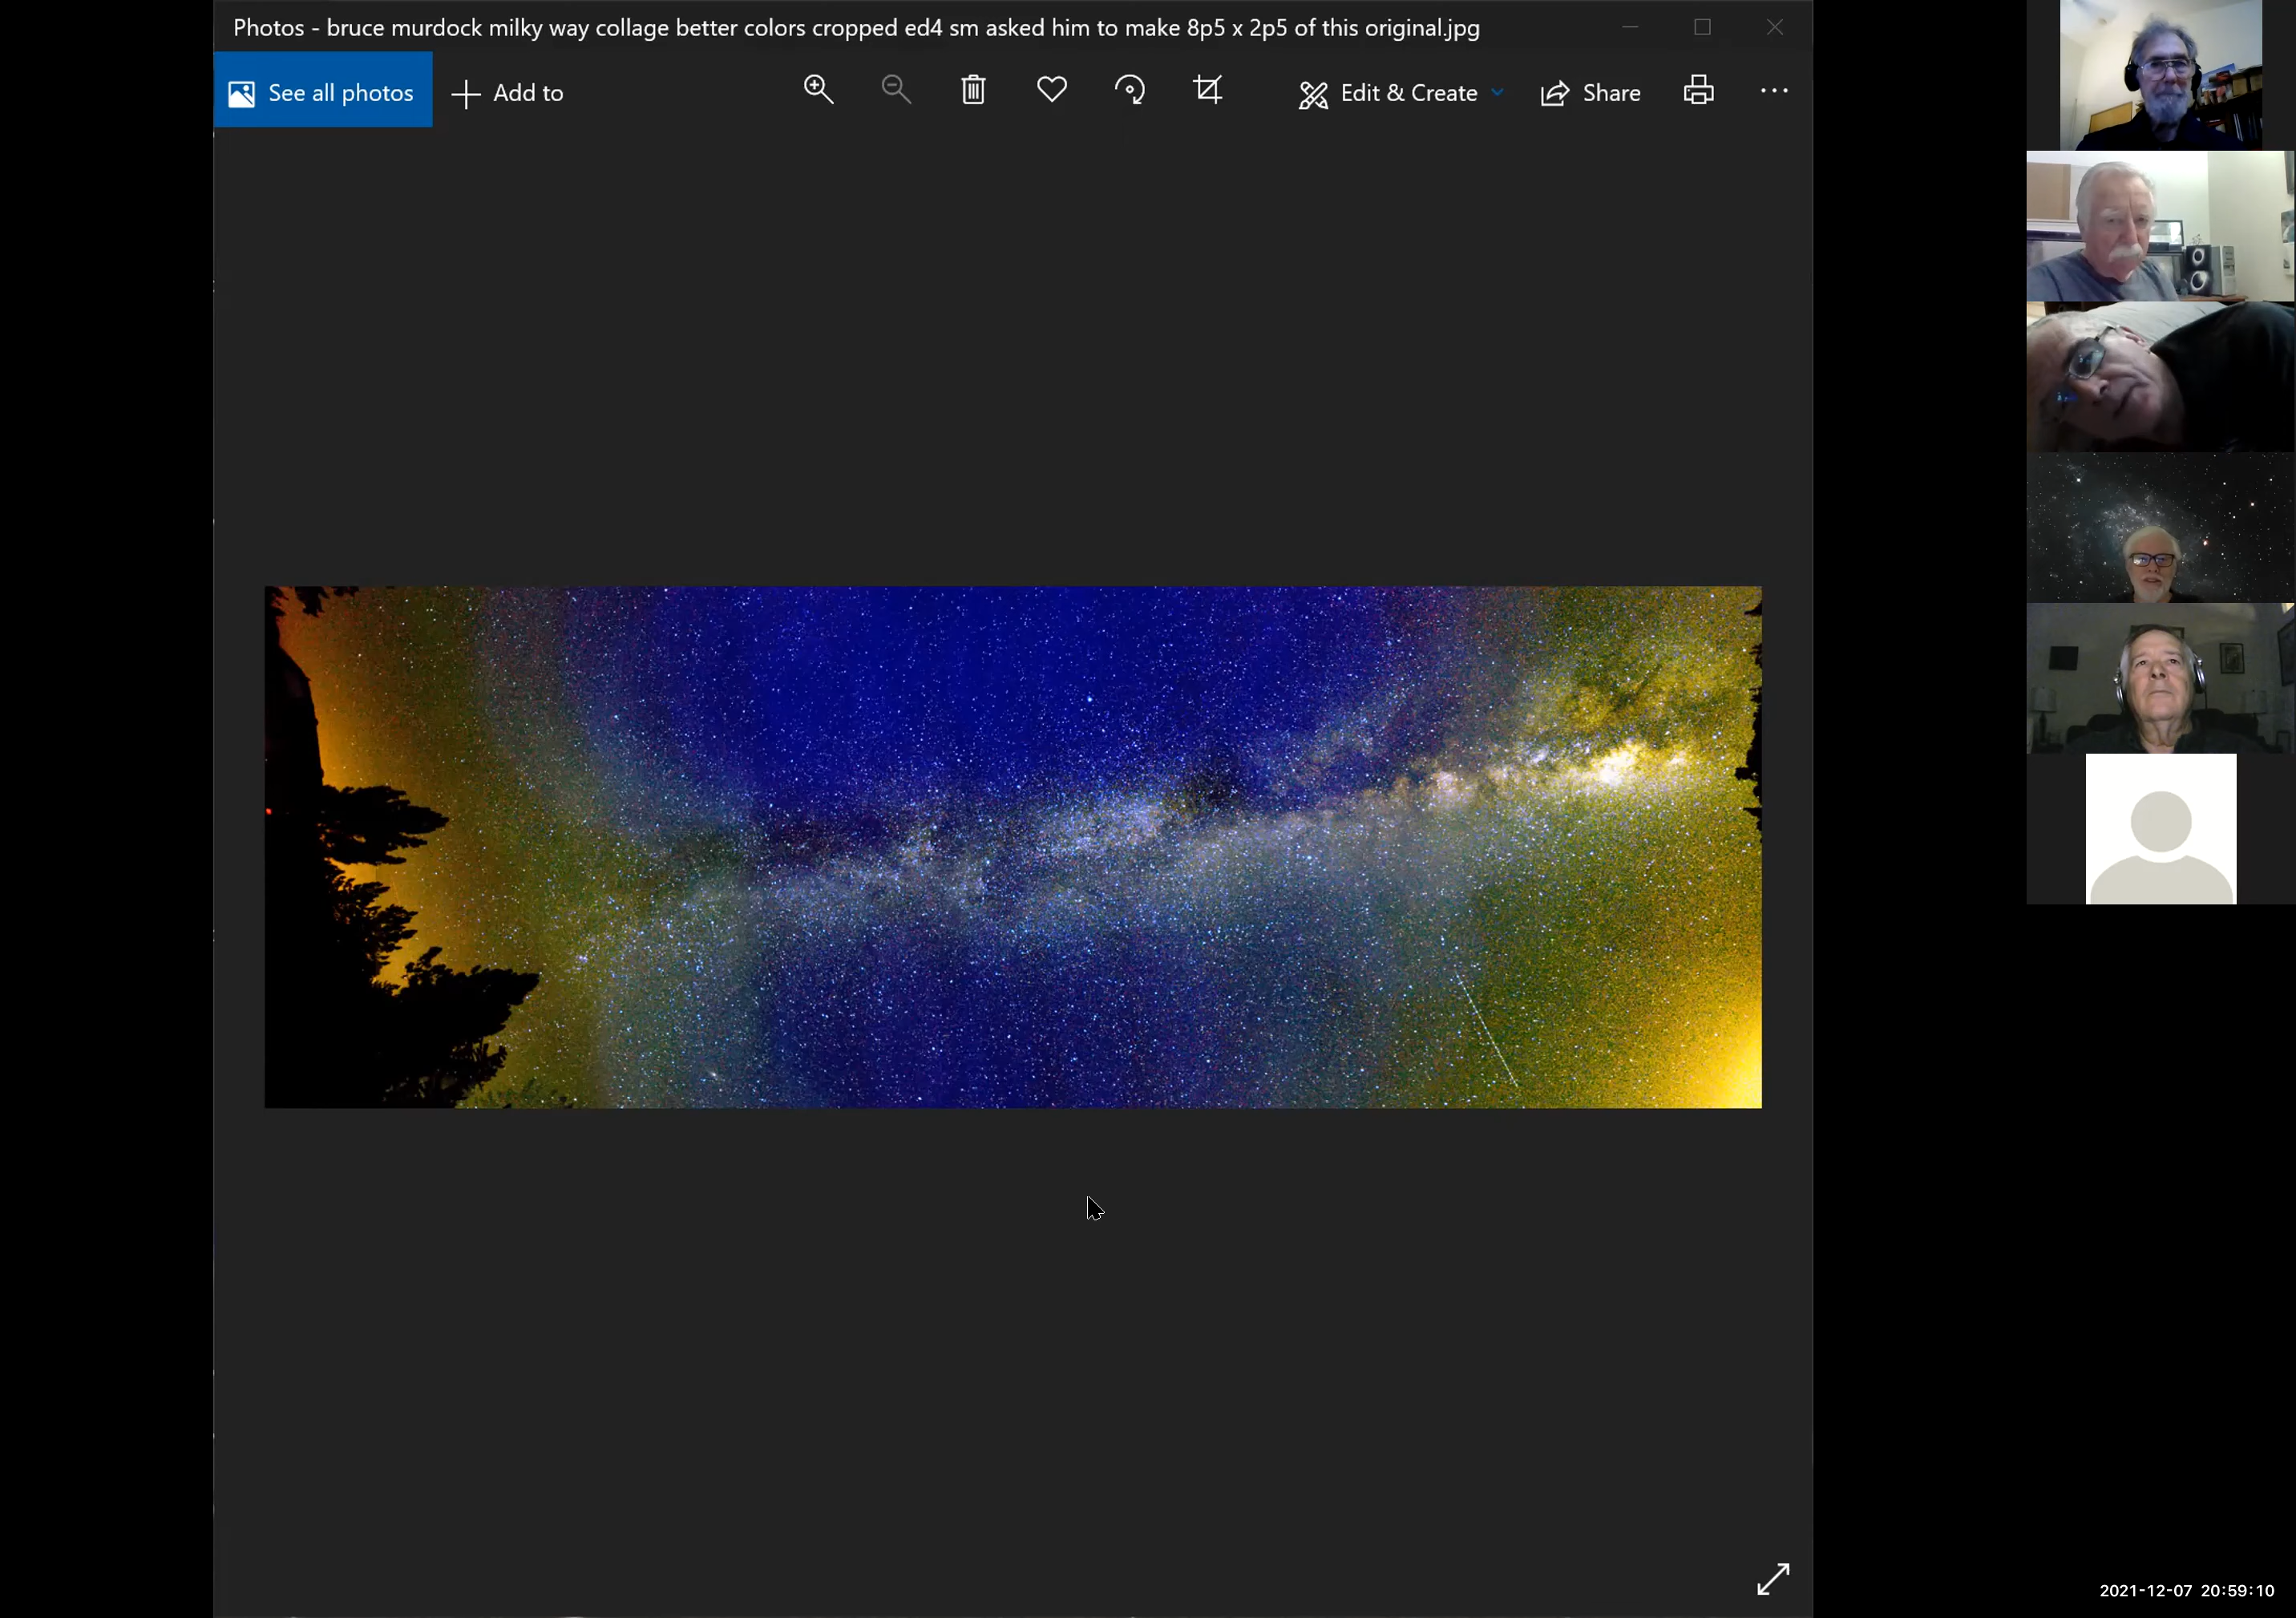 Photos - bruce murdock milky way collage better colors cropped ed4 sm asked him to make 8p5 x 2p5 of this original.jpg
See all photos
Add to
Edit & Create
Share
2021-12-07 20:59:10